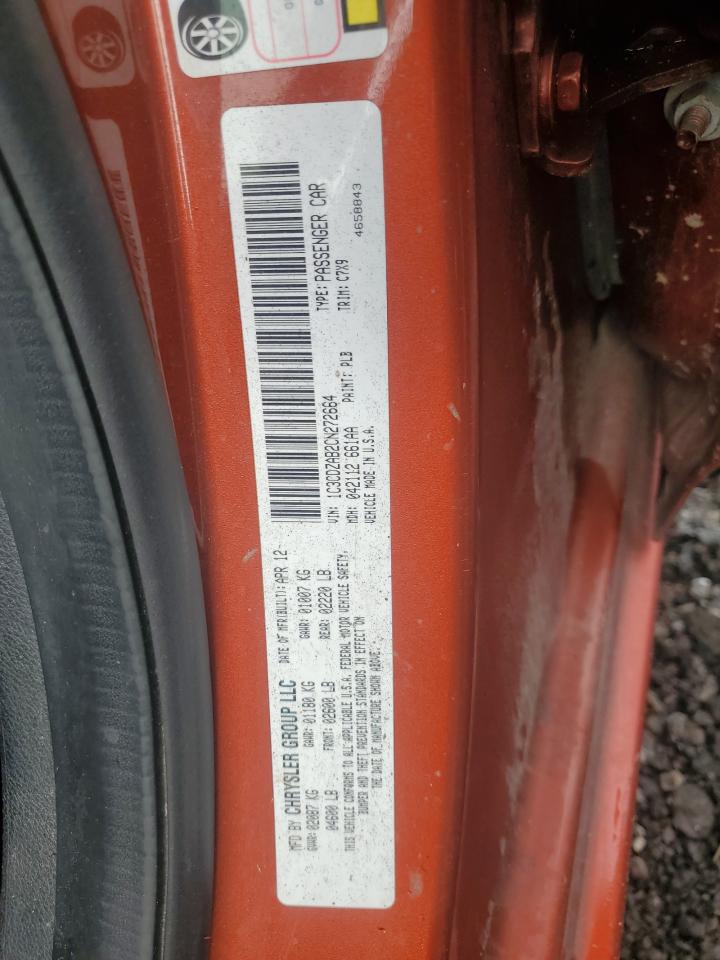 MFD BY CHRYSLER GROUP LLC
DATE OF MFR(BUILT): APR 12
GVWR: 02087 KG
GAWR: 01180 KG
GAWR: 01007 KG
04600 LB
FRONT: 02600 LB
REAR: 02220 LB
THIS VEHICLE CONFORMS TO ALL APPLICABLE U.S.A. FEDERAL MOTOR VEHICLE SAFETY,
BUMPER AND THEFT PREVENTION STANDARDS IN EFFECT ON
THE DATE OF MANUFACTURE SHOWN ABOVE.
VIN: 1C3CDZAB2CN272664
TYPE: PASSENGER CAR
MDH: 042112 661AA
PAINT: PLB
TRIM: C7X9
VEHICLE MADE IN U.S.A.
4658843